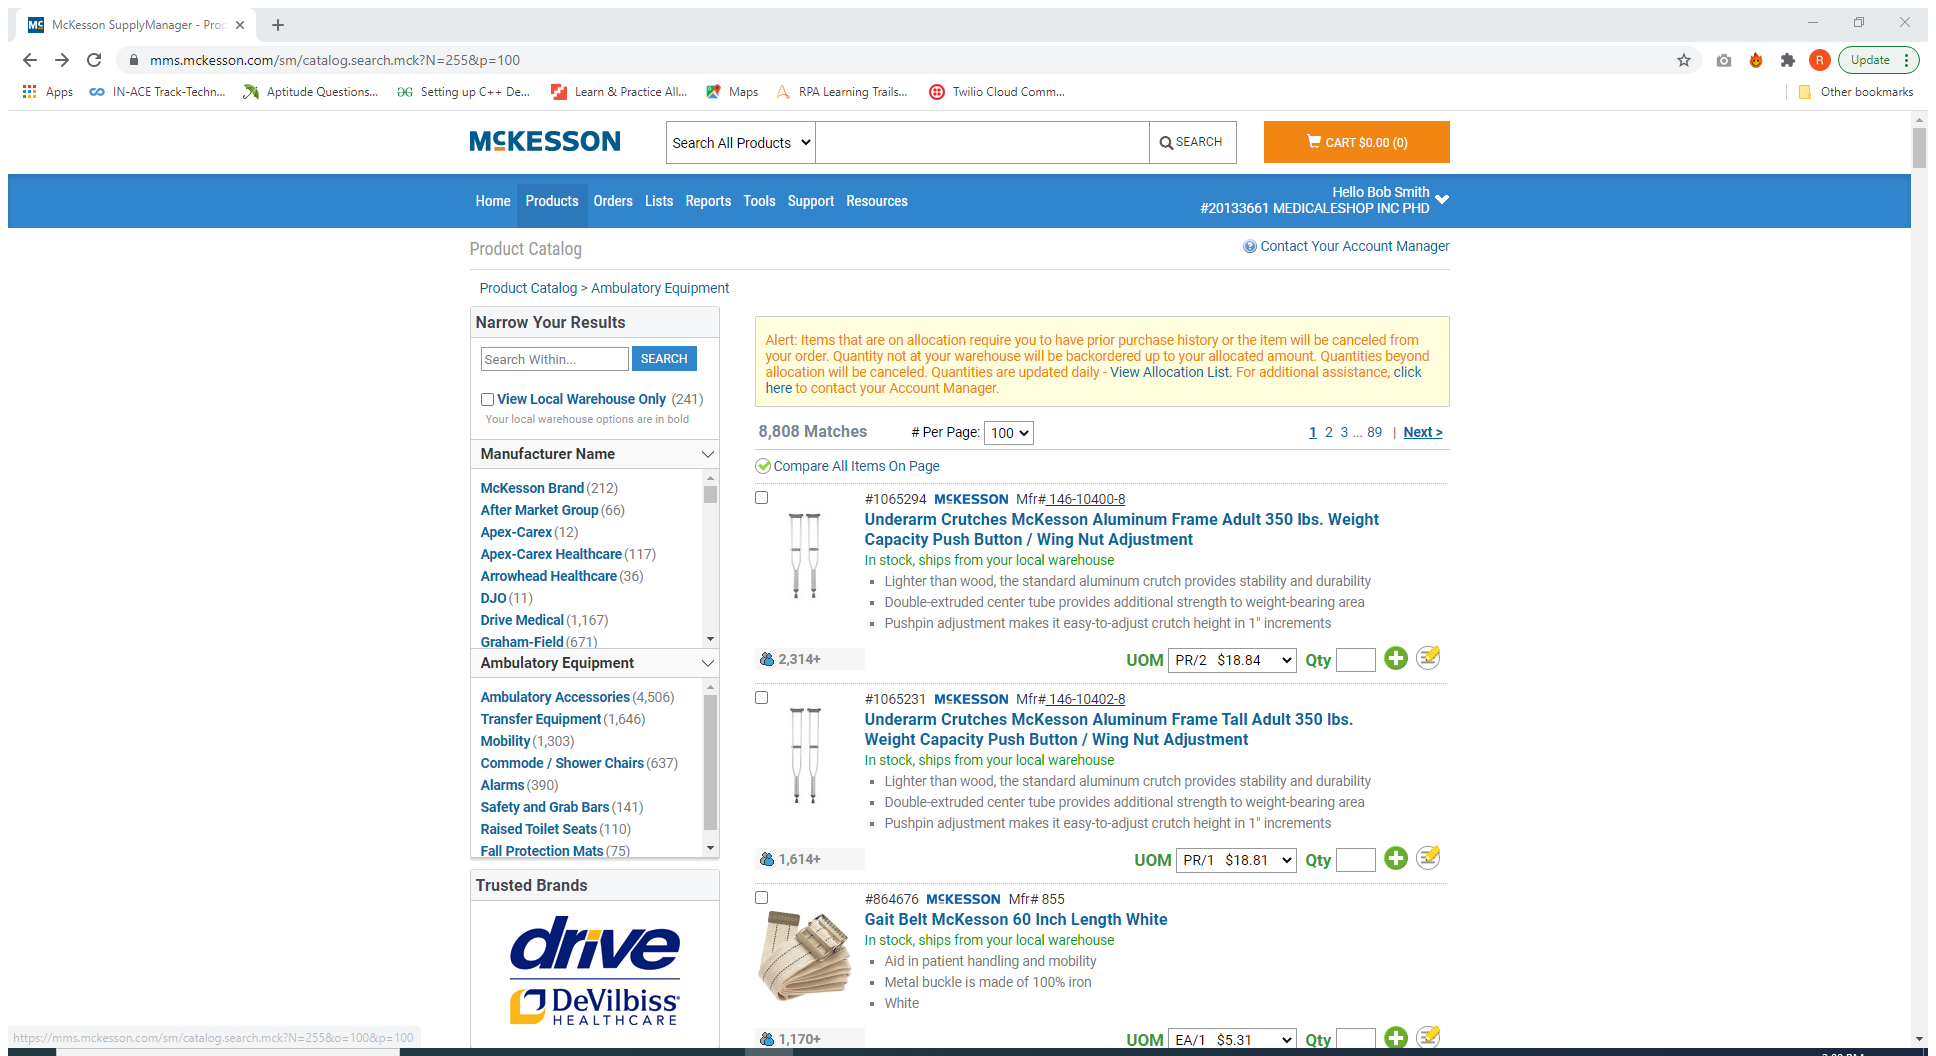 McKesson SupplyManager - Proc
mms.mckesson.com/sm/catalog.search.mck?N=255&p=100
R
Update
Apps
IN-ACE Track-Techn...
Aptitude Questions...
Setting up C++ De...
Learn & Practice All...
Maps
RPA Learning Trails...
Twilio Cloud Comm...
Other bookmarks
MCKESSON
Search All Products
SEARCH
CART $0.00 (0)
Home Products Orders Lists Reports Tools Support Resources
Hello Bob Smith
#20133661 MEDICALESHOP INC PHD
Product Catalog
Contact Your Account Manager
Product Catalog > Ambulatory Equipment
Narrow Your Results
Search Within...
SEARCH
View Local Warehouse Only (241)
Your local warehouse options are in bold
Manufacturer Name
McKesson Brand (212)
After Market Group (66)
Apex-Carex (12)
Apex-Carex Healthcare (117)
Arrowhead Healthcare (36)
DJO (11)
Drive Medical (1,167)
Graham-Field (671)
Ambulatory Equipment
Ambulatory Accessories (4,506)
Transfer Equipment (1,646)
Mobility (1,303)
Commode / Shower Chairs (637)
Alarms (390)
Safety and Grab Bars (141)
Raised Toilet Seats (110)
Fall Protection Mats (75)
Trusted Brands
drive
DeVilbiss
HEALTHCARE
Alert: Items that are on allocation require you to have prior purchase history or the item will be canceled from
your order. Quantity not at your warehouse will be backordered up to your allocated amount. Quantities beyond
allocation will be canceled. Quantities are updated daily - View Allocation List. For additional assistance, click
here to contact your Account Manager.
8,808 Matches
# Per Page: 100
1 2 3 ... 89 | Next >
Compare All Items On Page
#1065294 MCKESSON Mfr# 146-10400-8
Underarm Crutches McKesson Aluminum Frame Adult 350 lbs. Weight
Capacity Push Button / Wing Nut Adjustment
In stock, ships from your local warehouse
Lighter than wood, the standard aluminum crutch provides stability and durability
Double-extruded center tube provides additional strength to weight-bearing area
Pushpin adjustment makes it easy-to-adjust crutch height in 1" increments
2,314+
UOM PR/2 $18.84 Qty
#1065231 MCKESSON Mfr# 146-10402-8
Underarm Crutches McKesson Aluminum Frame Tall Adult 350 lbs.
Weight Capacity Push Button / Wing Nut Adjustment
In stock, ships from your local warehouse
Lighter than wood, the standard aluminum crutch provides stability and durability
Double-extruded center tube provides additional strength to weight-bearing area
Pushpin adjustment makes it easy-to-adjust crutch height in 1" increments
1,614+
UOM PR/1 $18.81 Qty
#864676 MCKESSON Mfr# 855
Gait Belt McKesson 60 Inch Length White
In stock, ships from your local warehouse
Aid in patient handling and mobility
Metal buckle is made of 100% iron
White
1,170+
UOM EA/1 $5.31 Qty
https://mms.mckesson.com/sm/catalog.search.mck?N=255&o=100&p=100